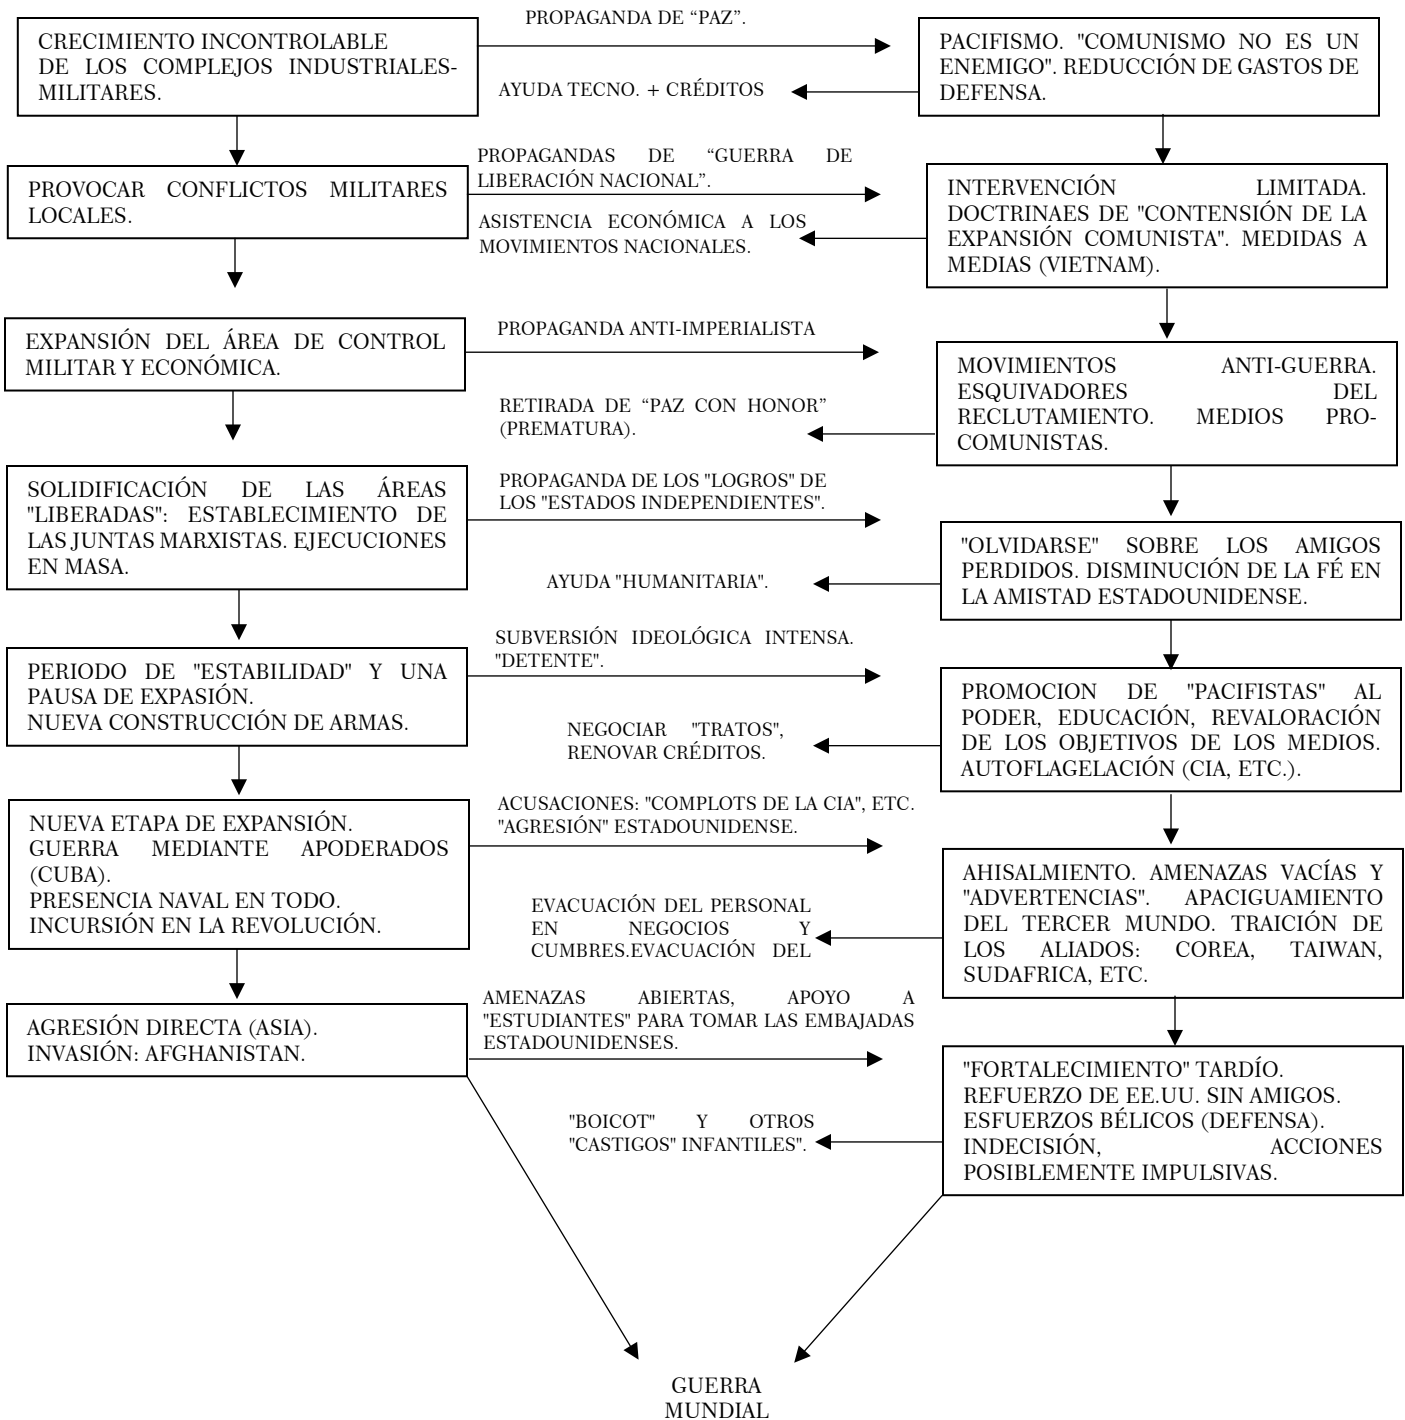 PROPAGANDA DE “PAZ”.
CRECIMIENTO INCONTROLABLE
DE LOS COMPLEJOS INDUSTRIALES-
MILITARES.
PACIFISMO. "COMUNISMO NO ES UN
ENEMIGO". REDUCCIÓN DE GASTOS DE
DEFENSA.
AYUDA TECNO. + CRÉDITOS
PROPAGANDAS DE “GUERRA DE
LIBERACIÓN NACIONAL”.
PROVOCAR CONFLICTOS MILITARES
LOCALES.
INTERVENCIÓN LIMITADA.
DOCTRINAES DE "CONTENSIÓN DE LA
EXPANSIÓN COMUNISTA". MEDIDAS A
MEDIAS (VIETNAM).
ASISTENCIA ECONÓMICA A LOS
MOVIMIENTOS NACIONALES.
EXPANSIÓN DEL ÁREA DE CONTROL
MILITAR Y ECONÓMICA.
PROPAGANDA ANTI-IMPERIALISTA
MOVIMIENTOS ANTI-GUERRA.
ESQUIVADORES DEL
RECLUTAMIENTO. MEDIOS PRO-
COMUNISTAS.
RETIRADA DE “PAZ CON HONOR”
(PREMATURA).
SOLIDIFICACIÓN DE LAS ÁREAS
"LIBERADAS": ESTABLECIMIENTO DE
LAS JUNTAS MARXISTAS. EJECUCIONES
EN MASA.
PROPAGANDA DE LOS "LOGROS" DE
LOS "ESTADOS INDEPENDIENTES".
"OLVIDARSE" SOBRE LOS AMIGOS
PERDIDOS. DISMINUCIÓN DE LA FÉ EN
LA AMISTAD ESTADOUNIDENSE.
AYUDA "HUMANITARIA".
SUBVERSIÓN IDEOLÓGICA INTENSA.
"DETENTE".
PERIODO DE "ESTABILIDAD" Y UNA
PAUSA DE EXPASIÓN.
NUEVA CONSTRUCCIÓN DE ARMAS.
PROMOCION DE "PACIFISTAS" AL
PODER, EDUCACIÓN, REVALORACIÓN
DE LOS OBJETIVOS DE LOS MEDIOS.
AUTOFLAGELACIÓN (CIA, ETC.).
NEGOCIAR "TRATOS",
RENOVAR CRÉDITOS.
ACUSACIONES: "COMPLOTS DE LA CIA", ETC.
"AGRESIÓN" ESTADOUNIDENSE.
NUEVA ETAPA DE EXPANSIÓN.
GUERRA MEDIANTE APODERADOS
(CUBA).
PRESENCIA NAVAL EN TODO.
INCURSIÓN EN LA REVOLUCIÓN.
AHISALMIENTO. AMENAZAS VACÍAS Y
"ADVERTENCIAS". APACIGUAMIENTO
DEL TERCER MUNDO. TRAICIÓN DE
LOS ALIADOS: COREA, TAIWAN,
SUDAFRICA, ETC.
EVACUACIÓN DEL PERSONAL
EN NEGOCIOS Y
CUMBRES.EVACUACIÓN DEL
AMENAZAS ABIERTAS, APOYO A
"ESTUDIANTES" PARA TOMAR LAS EMBAJADAS
ESTADOUNIDENSES.
AGRESIÓN DIRECTA (ASIA).
INVASIÓN: AFGHANISTAN.
"FORTALECIMIENTO" TARDÍO.
REFUERZO DE EE.UU. SIN AMIGOS.
ESFUERZOS BÉLICOS (DEFENSA).
INDECISIÓN, ACCIONES
POSIBLEMENTE IMPULSIVAS.
"BOICOT" Y OTROS
"CASTIGOS" INFANTILES".
GUERRA
MUNDIAL